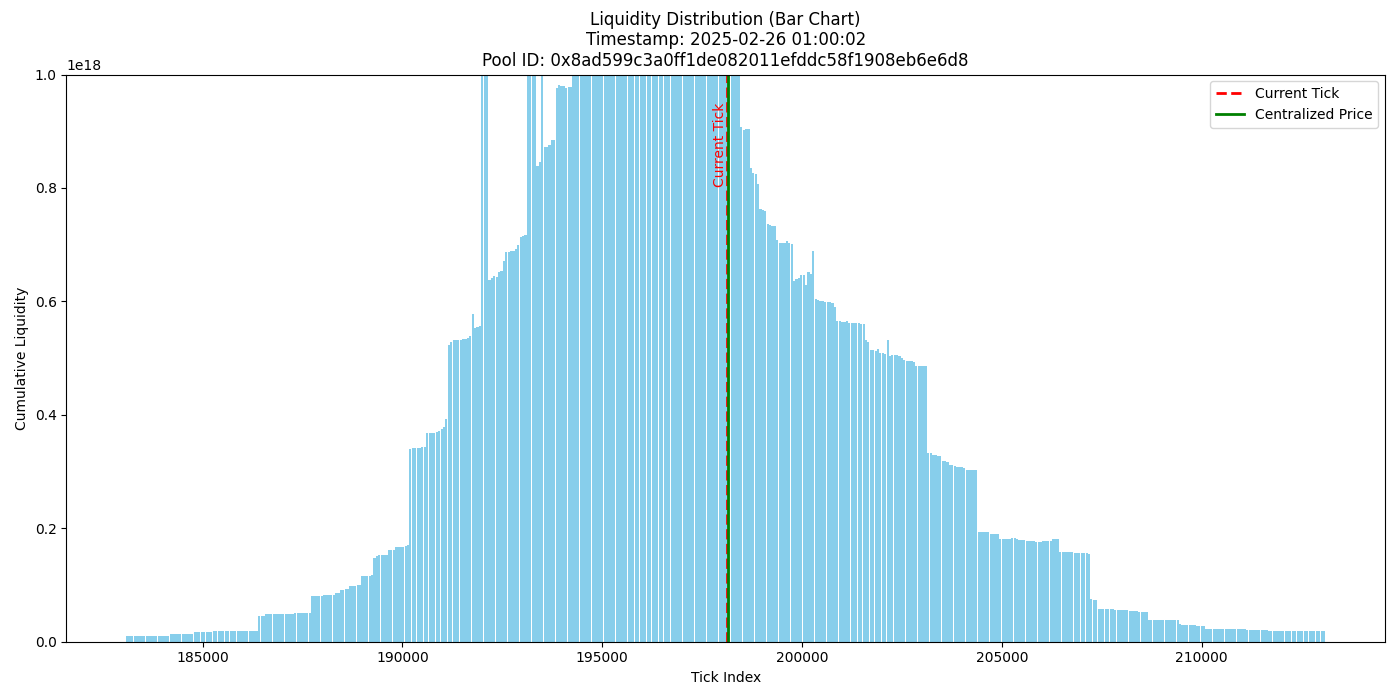 Liquidity Distribution (Bar Chart)
Timestamp: 2025-02-26 01:00:02
Pool ID: 0x8ad599c3a0ff1de082011efddc58f1908eb6e6d8
1e18
1.0
0.8
0.6
0.4
0.2
0.0
Cumulative Liquidity
Current Tick
Current Tick
Centralized Price
185000
190000
195000
200000
205000
210000
Tick Index